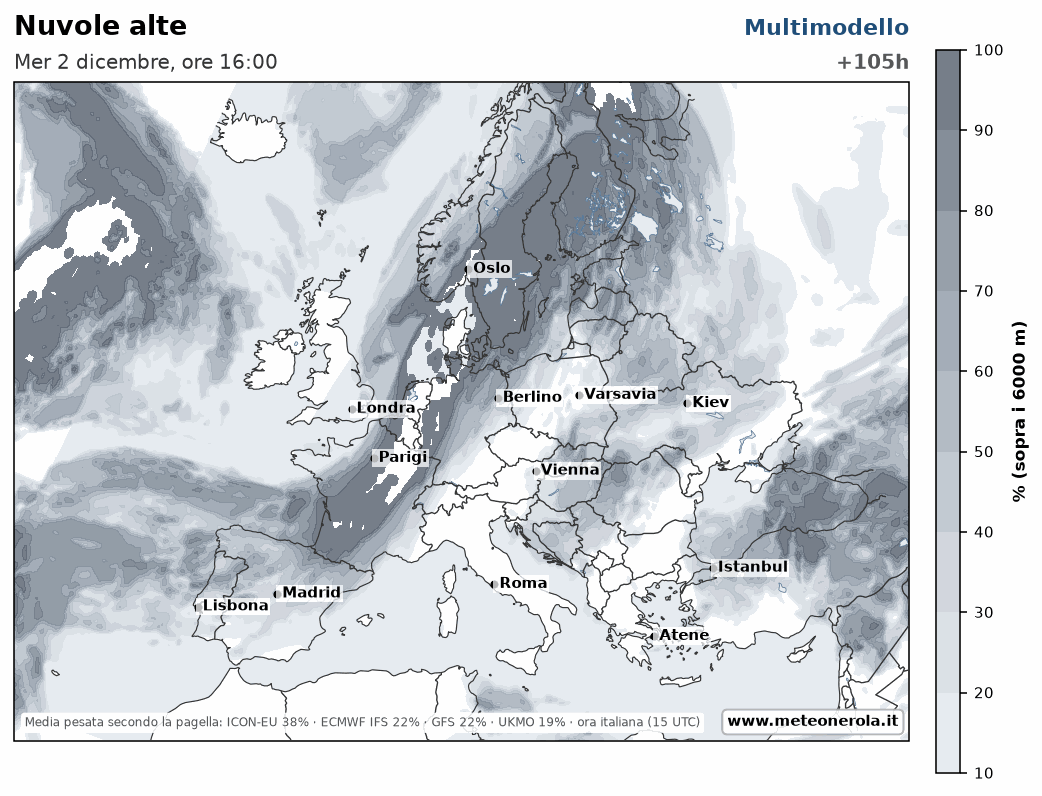 Nuvole alte
Multimodello
Mer 2 dicembre, ore 16:00
+105h
100
90
80
70
60
50
40
30
20
10
% (sopra i 6000 m)
Oslo
Londra
Berlino
Varsavia
Kiev
Parigi
Vienna
Istanbul
Roma
Madrid
Lisbona
Atene
Media pesata secondo la pagella: ICON-EU 38% · ECMWF IFS 22% · GFS 22% · UKMO 19% · ora italiana (15 UTC)
www.meteonerola.it